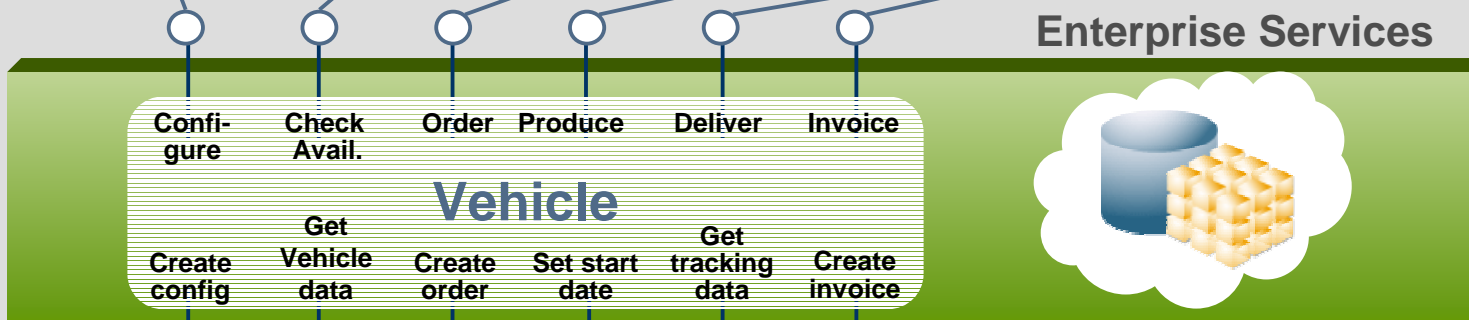 Enterprise Services
Confi-
gure
Check
Avail.
Order
Produce
Deliver
Invoice
Vehicle
Create
config
Get
Vehicle
data
Create
order
Set start
date
Get
tracking
data
Create
invoice